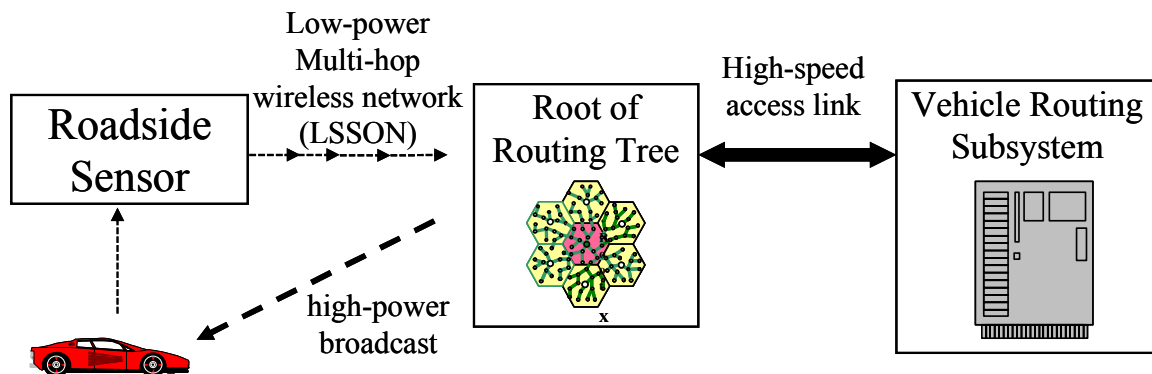 Low-power
Multi-hop
wireless network
(LSSON)
Roadside
Sensor
Root of
Routing Tree
x
High-speed
access link
Vehicle Routing
Subsystem
high-power
broadcast